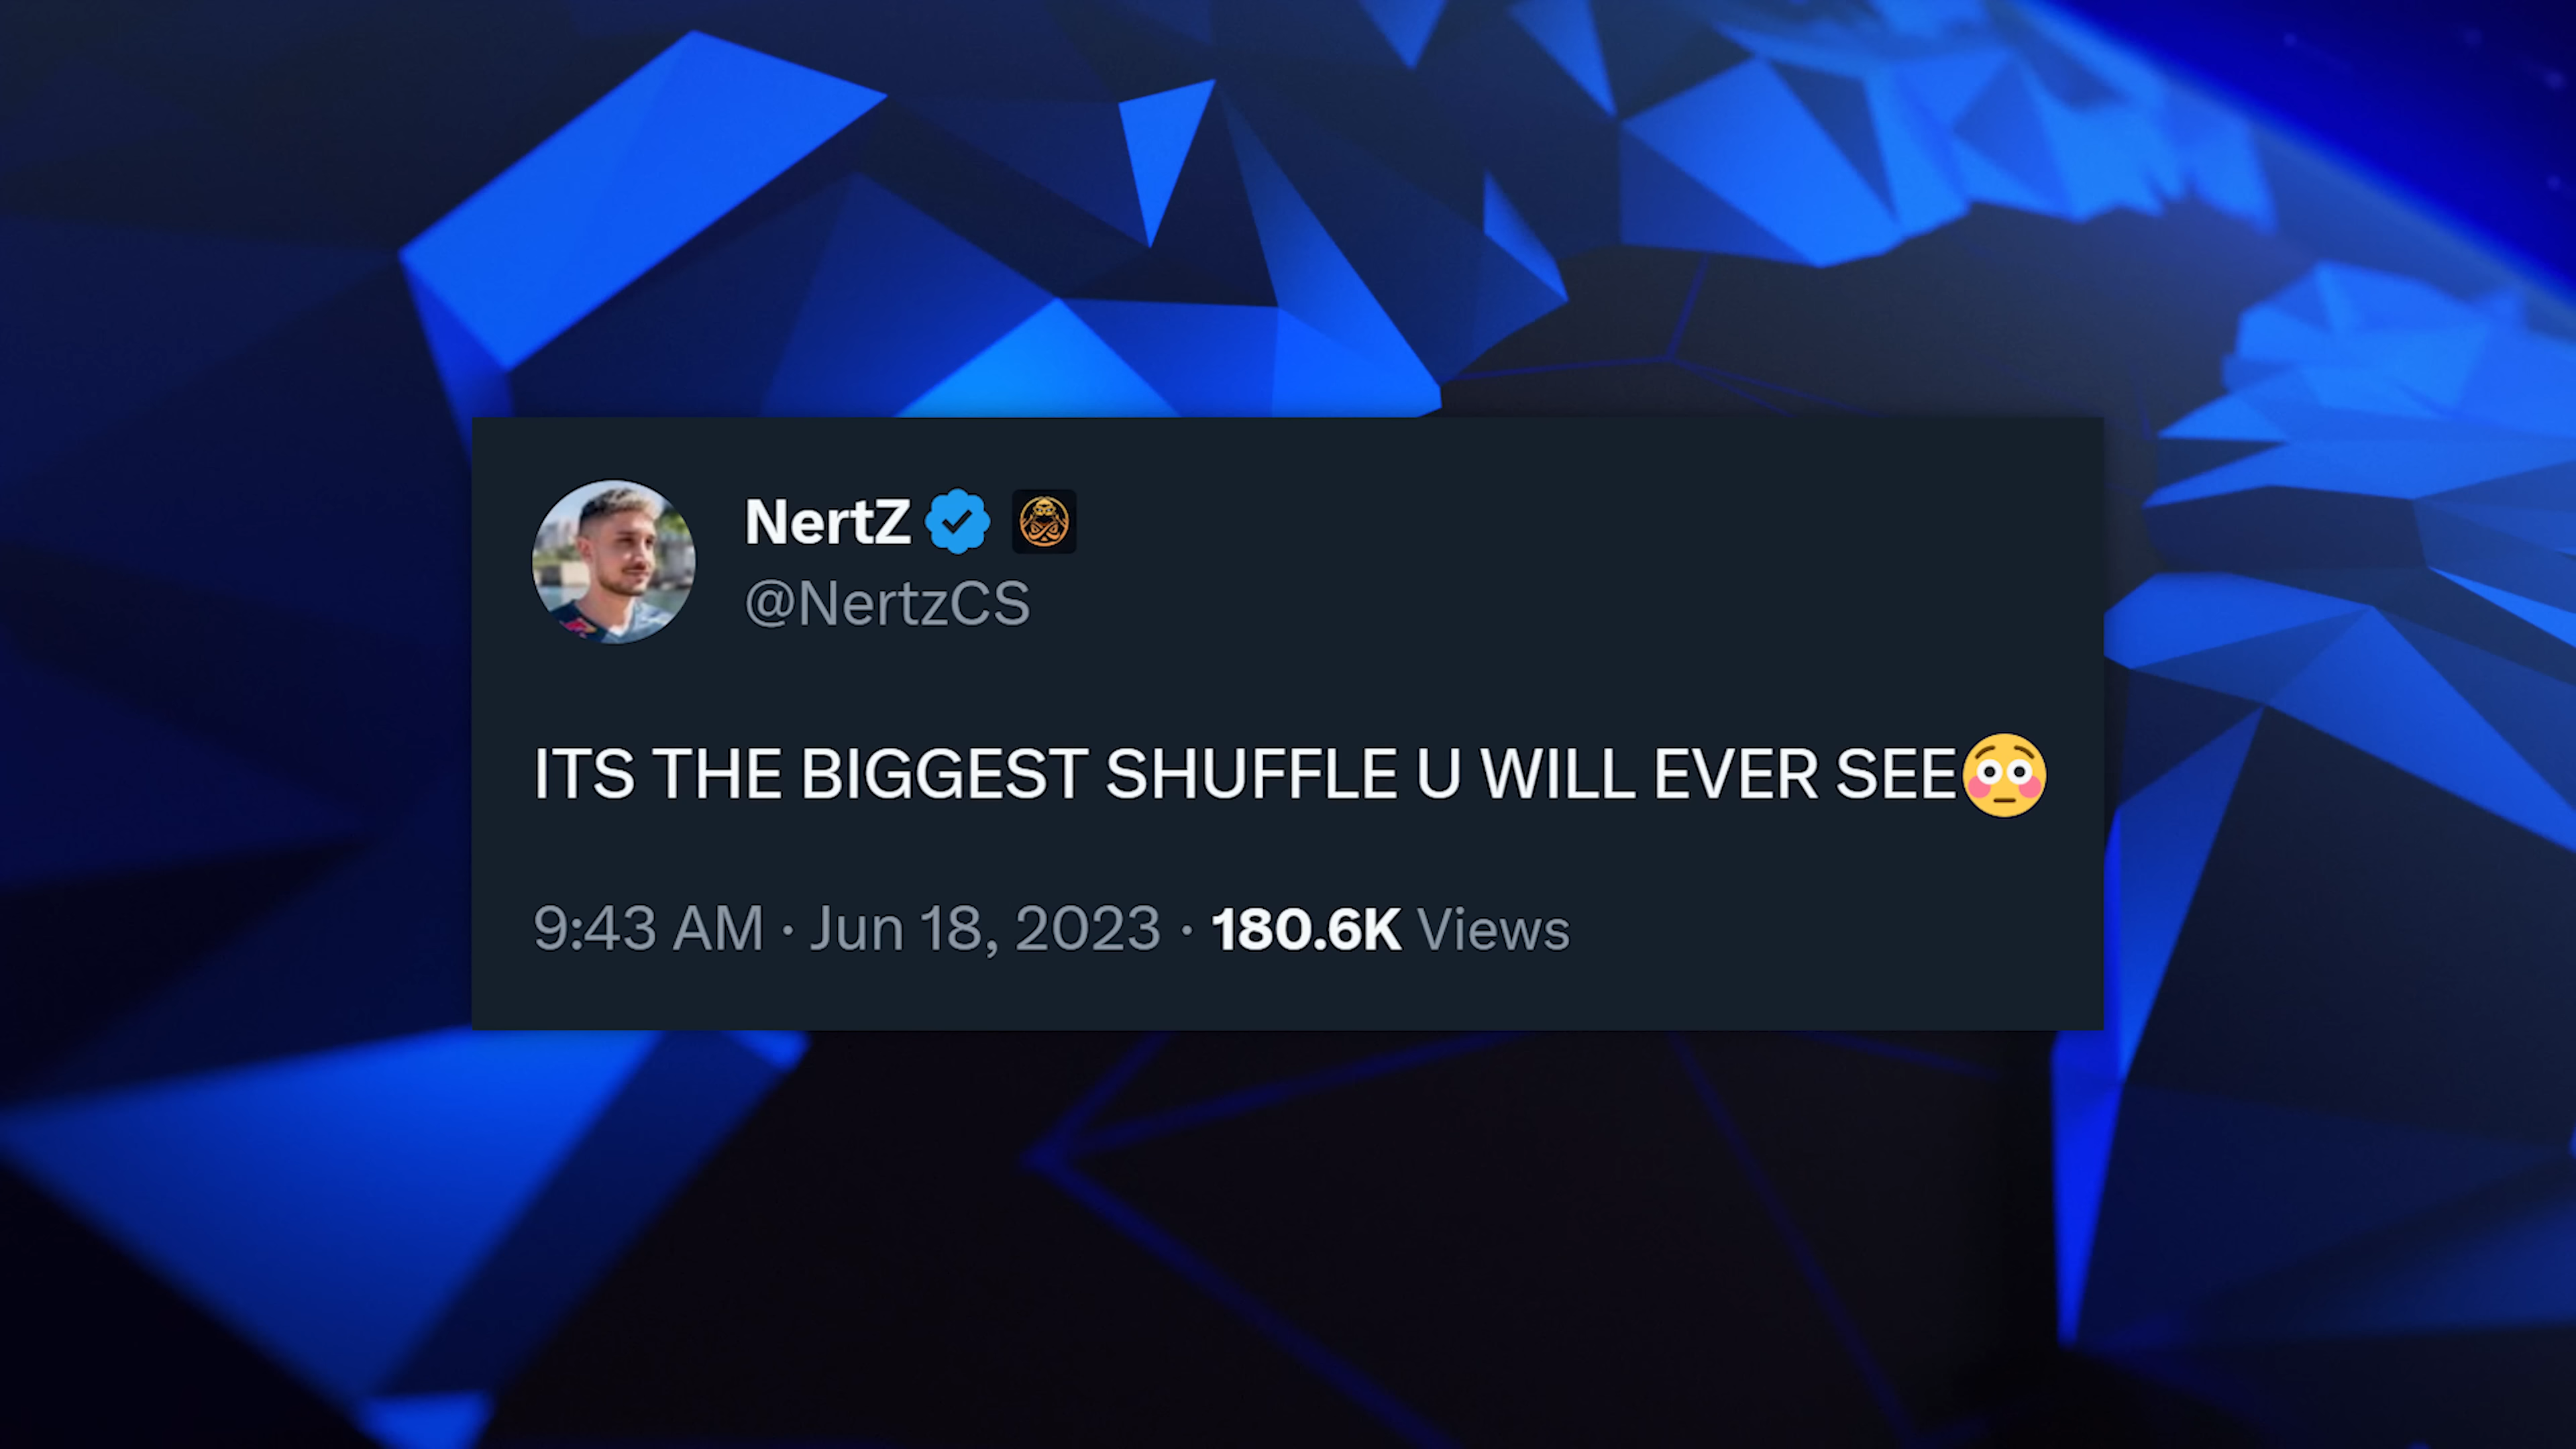 NertZ
@NertzCS
ITS THE BIGGEST SHUFFLE U WILL EVER SEE😳
9:43 AM · Jun 18, 2023 · 180.6K Views